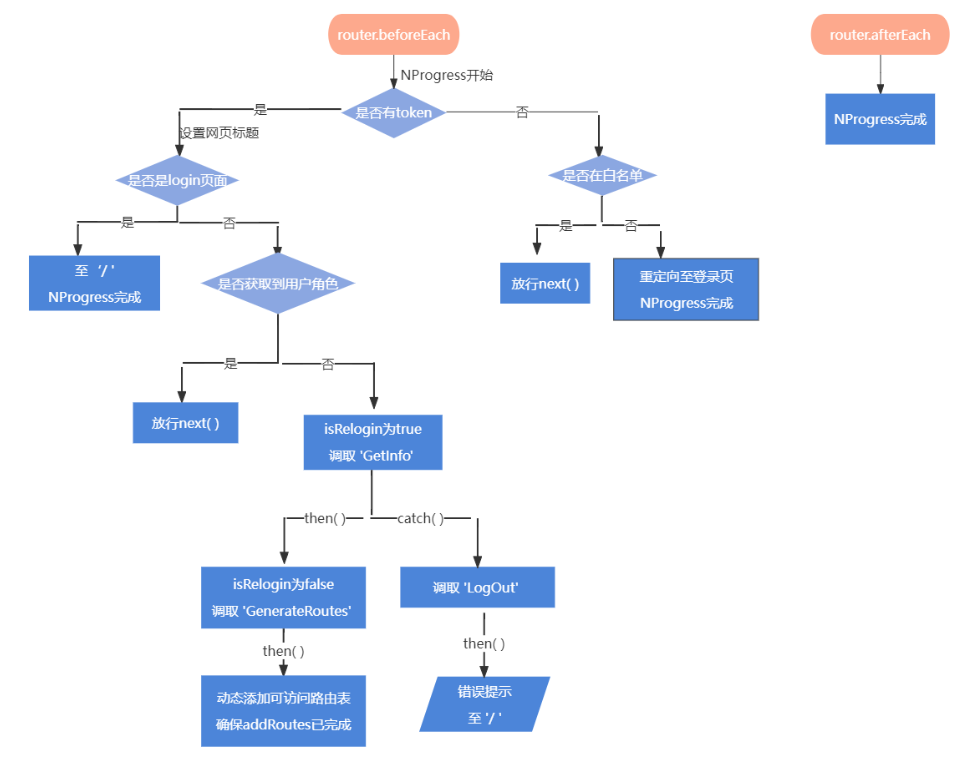 router.beforeEach
router.afterEach
NProgress开始
是否有token
是
否
NProgress完成
设置网页标题
是否是login页面
是否在白名单
是
否
是
否
至 '/ '
NProgress完成
是否获取到用户角色
放行next( )
重定向至登录页
NProgress完成
是
否
放行next( )
isRelogin为true
调取 'GetInfo'
then( )
catch( )
isRelogin为false
调取 'GenerateRoutes'
调取 'LogOut'
then( )
then( )
动态添加可访问路由表
确保addRoutes已完成
错误提示
至 '/ '